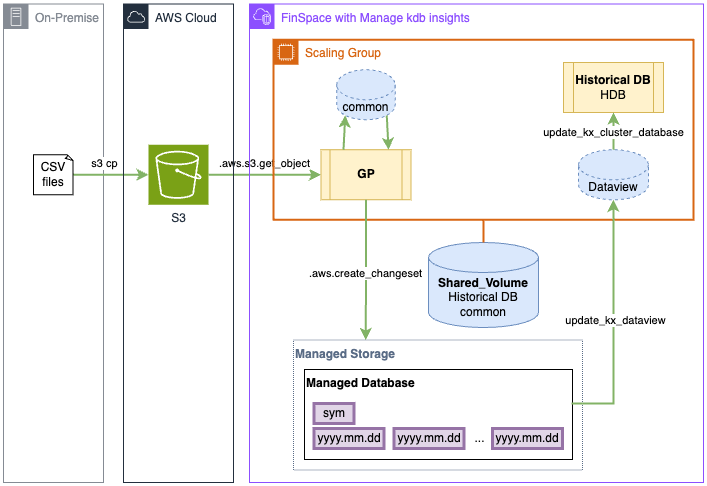 On-Premise
AWS Cloud
FinSpace with Manage kdb insights
Scaling Group
common
Historical DB
HDB
update_kx_cluster_database
CSV
files
s3 cp
S3
.aws.s3.get_object
GP
Dataview
.aws.create_changeset
Shared_Volume
Historical DB
common
update_kx_dataview
Managed Storage
Managed Database
sym
yyyy.mm.dd
yyyy.mm.dd
...
yyyy.mm.dd